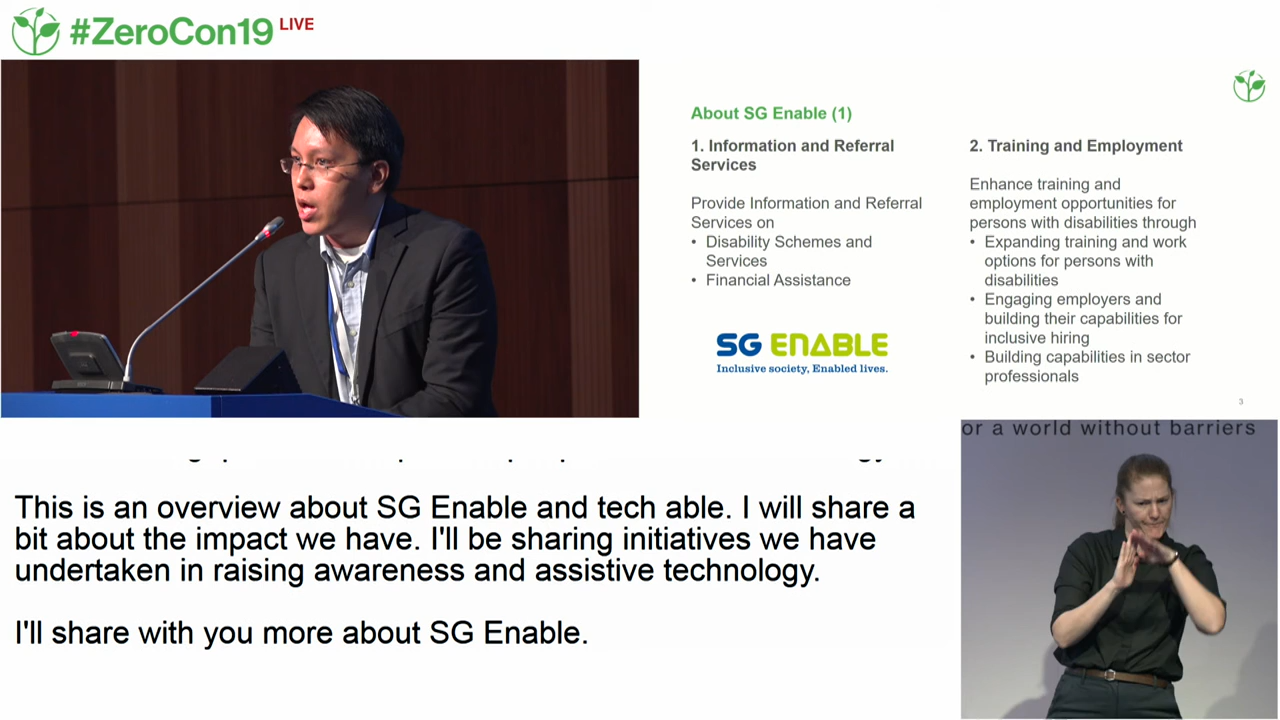 #ZeroCon19 LIVE
About SG Enable (1)
1. Information and Referral
Services
Provide Information and Referral
Services on
• Disability Schemes and
Services
• Financial Assistance
SG ENABLE
Inclusive society, Enabled lives.
2. Training and Employment
Enhance training and
employment opportunities for
persons with disabilities through
• Expanding training and work
options for persons with
disabilities
• Engaging employers and
building their capabilities for
inclusive hiring
• Building capabilities in sector
professionals
3
or a world without barriers
This is an overview about SG Enable and tech able. I will share a
bit about the impact we have. I'll be sharing initiatives we have
undertaken in raising awareness and assistive technology.
I'll share with you more about SG Enable.